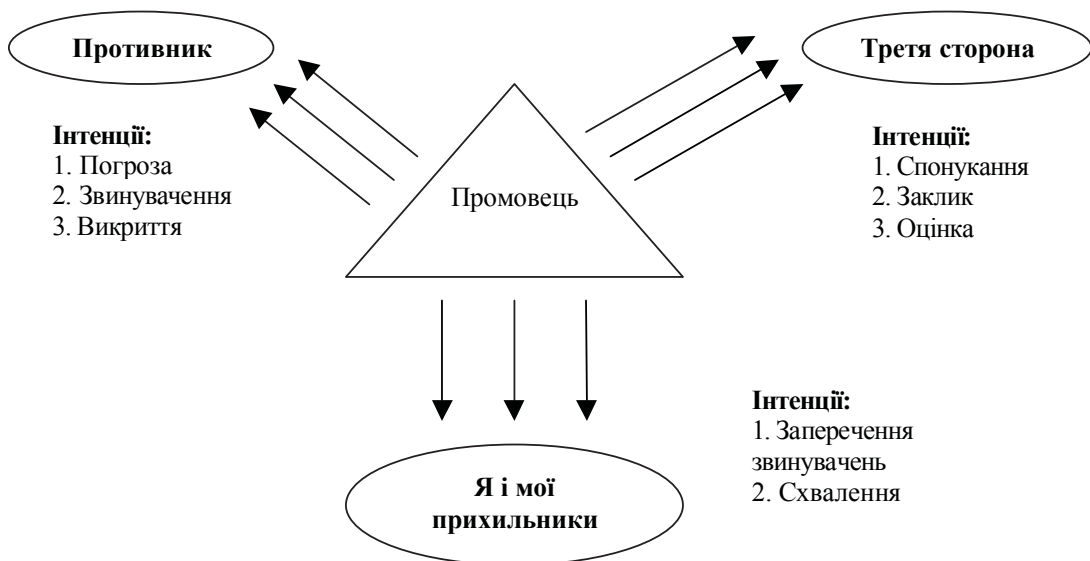 Противник
Третя сторона
Інтенції:
1. Погроза
2. Звинувачення
3. Викриття
Промовець
Інтенції:
1. Спонукання
2. Заклик
3. Оцінка
Я і мої
прихильники
Інтенції:
1. Заперечення
звинувачень
2. Схвалення